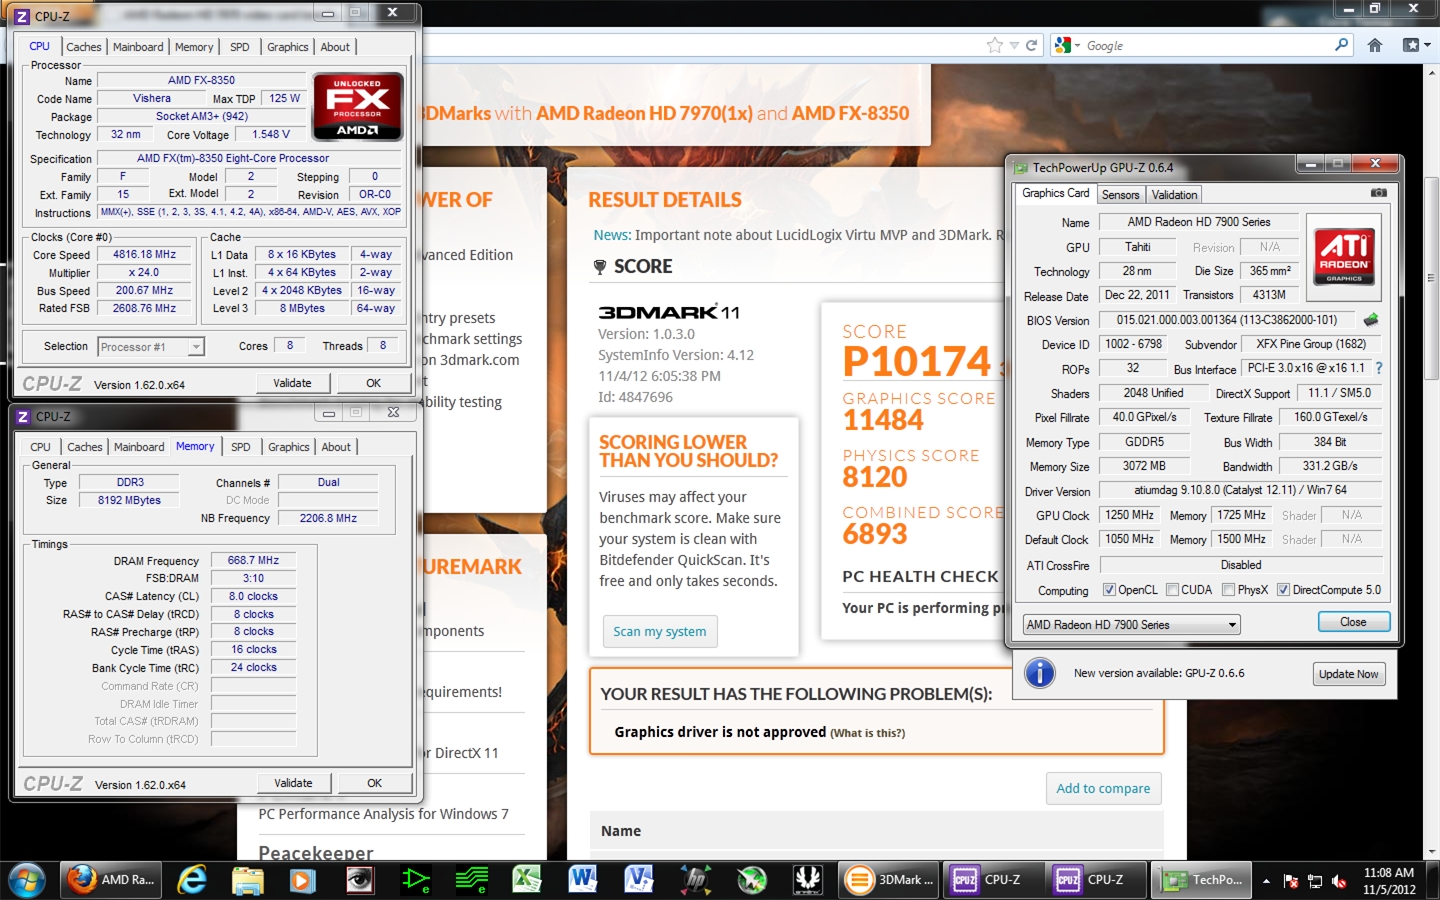 CPU-Z
CPU Caches Mainboard Memory SPD Graphics About
Processor
Name AMD FX-8350
Code Name Vishera Max TDP 125 W
Package Socket AM3+ (942)
Technology 32 nm Core Voltage 1.548 V
UNLOCKED
FX
PROCESSOR
AMD
Specification AMD FX(tm)-8350 Eight-Core Processor
Family F Model 2 Stepping 0
Ext. Family 15 Ext. Model 2 Revision OR-C0
Instructions MMX(+), SSE (1, 2, 3, 3S, 4.1, 4.2, 4A), x86-64, AMD-V, AES, AVX, XOP
Clocks (Core #0)
Core Speed 4816.18 MHz
Multiplier x 24.0
Bus Speed 200.67 MHz
Rated FSB 2608.76 MHz
Cache
L1 Data 8 x 16 KBytes 4-way
L1 Inst. 4 x 64 KBytes 2-way
Level 2 4 x 2048 KBytes 16-way
Level 3 8 MBytes 64-way
Selection Processor #1 Cores 8 Threads 8
CPU-Z Version 1.62.0.x64 Validate OK
CPU-Z
CPU Caches Mainboard Memory SPD Graphics About
General
Type DDR3 Channels # Dual
Size 8192 MBytes DC Mode
NB Frequency 2206.8 MHz
Timings
DRAM Frequency 668.7 MHz
FSB:DRAM 3:10
CAS# Latency (CL) 8.0 clocks
RAS# to CAS# Delay (tRCD) 8 clocks
RAS# Precharge (tRP) 8 clocks
Cycle Time (tRAS) 16 clocks
Bank Cycle Time (tRC) 24 clocks
Command Rate (CR)
DRAM Idle Timer
Total CAS# (tRDRAM)
Row To Column (tRCD)
CPU-Z Version 1.62.0.x64 Validate OK
Google
3DMarks with AMD Radeon HD 7970(1x) and AMD FX-8350
WER OF
vanced Edition
ntry presets
chmark settings
on 3dmark.com
t
bility testing
UREMARK
mponents
equirements!
r DirectX 11
PC Performance Analysis for Windows 7
Peacekeeper
RESULT DETAILS
News: Important note about LucidLogix Virtu MVP and 3DMark. R
SCORE
3DMARK 11
Version: 1.0.3.0
SystemInfo Version: 4.12
11/4/12 6:05:38 PM
Id: 4847696
SCORE
P10174
GRAPHICS SCORE
11484
PHYSICS SCORE
8120
COMBINED SCORE
6893
PC HEALTH CHECK
Your PC is performing pr
SCORING LOWER
THAN YOU SHOULD?
Viruses may affect your
benchmark score. Make sure
your system is clean with
Bitdefender QuickScan. It's
free and only takes seconds.
Scan my system
YOUR RESULT HAS THE FOLLOWING PROBLEM(S):
Graphics driver is not approved (What is this?)
Add to compare
Name
TechPowerUp GPU-Z 0.6.4
Graphics Card Sensors Validation
Name AMD Radeon HD 7900 Series
GPU Tahiti Revision N/A
Technology 28 nm Die Size 365 mm²
Release Date Dec 22, 2011 Transistors 4313M
ATI
RADEON
GRAPHICS
BIOS Version 015.021.000.003.001364 (113-C3862000-101)
Device ID 1002 - 6798 Subvendor XFX Pine Group (1682)
ROPs 32 Bus Interface PCI-E 3.0 x16 @ x16 1.1 ?
Shaders 2048 Unified DirectX Support 11.1 / SM5.0
Pixel Fillrate 40.0 GPixel/s Texture Fillrate 160.0 GTexel/s
Memory Type GDDR5 Bus Width 384 Bit
Memory Size 3072 MB Bandwidth 331.2 GB/s
Driver Version atiumdag 9.10.8.0 (Catalyst 12.11) / Win7 64
GPU Clock 1250 MHz Memory 1725 MHz Shader N/A
Default Clock 1050 MHz Memory 1500 MHz Shader N/A
ATI CrossFire Disabled
Computing OpenCL CUDA PhysX DirectCompute 5.0
AMD Radeon HD 7900 Series Close
New version available: GPU-Z 0.6.6 Update Now
AMD Ra... 3DMark ... CPU-Z CPU-Z TechPo...
11:08 AM
11/5/2012